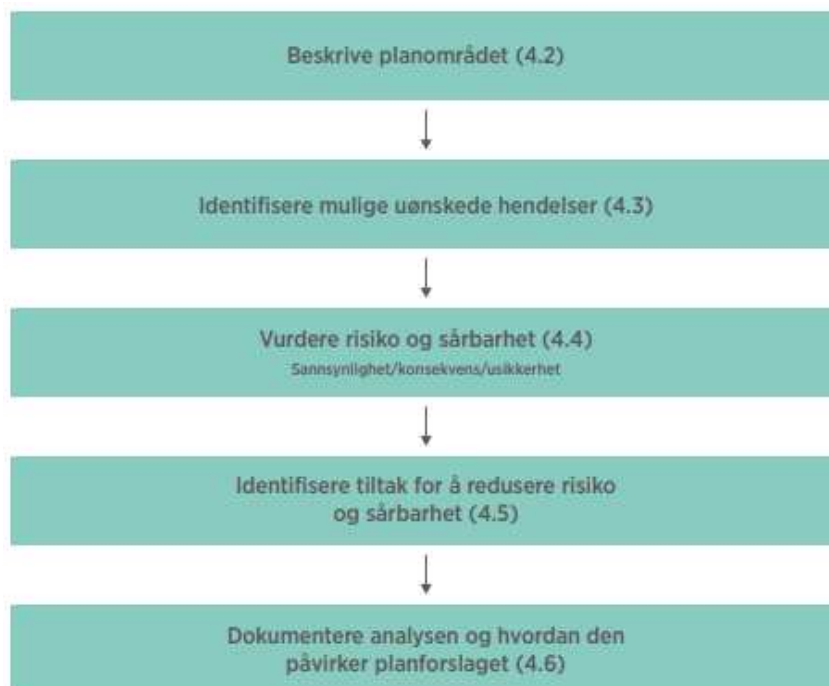 Beskrive planområdet (4.2)
Identifisere mulige uønskede hendelser (4.3)
Vurdere risiko og sårbarhet (4.4)
Sannsynlighet/konsekvens/usikkerhet
Identifisere tiltak for å redusere risiko
og sårbarhet (4.5)
Dokumentere analysen og hvordan den
påvirker planforslaget (4.6)